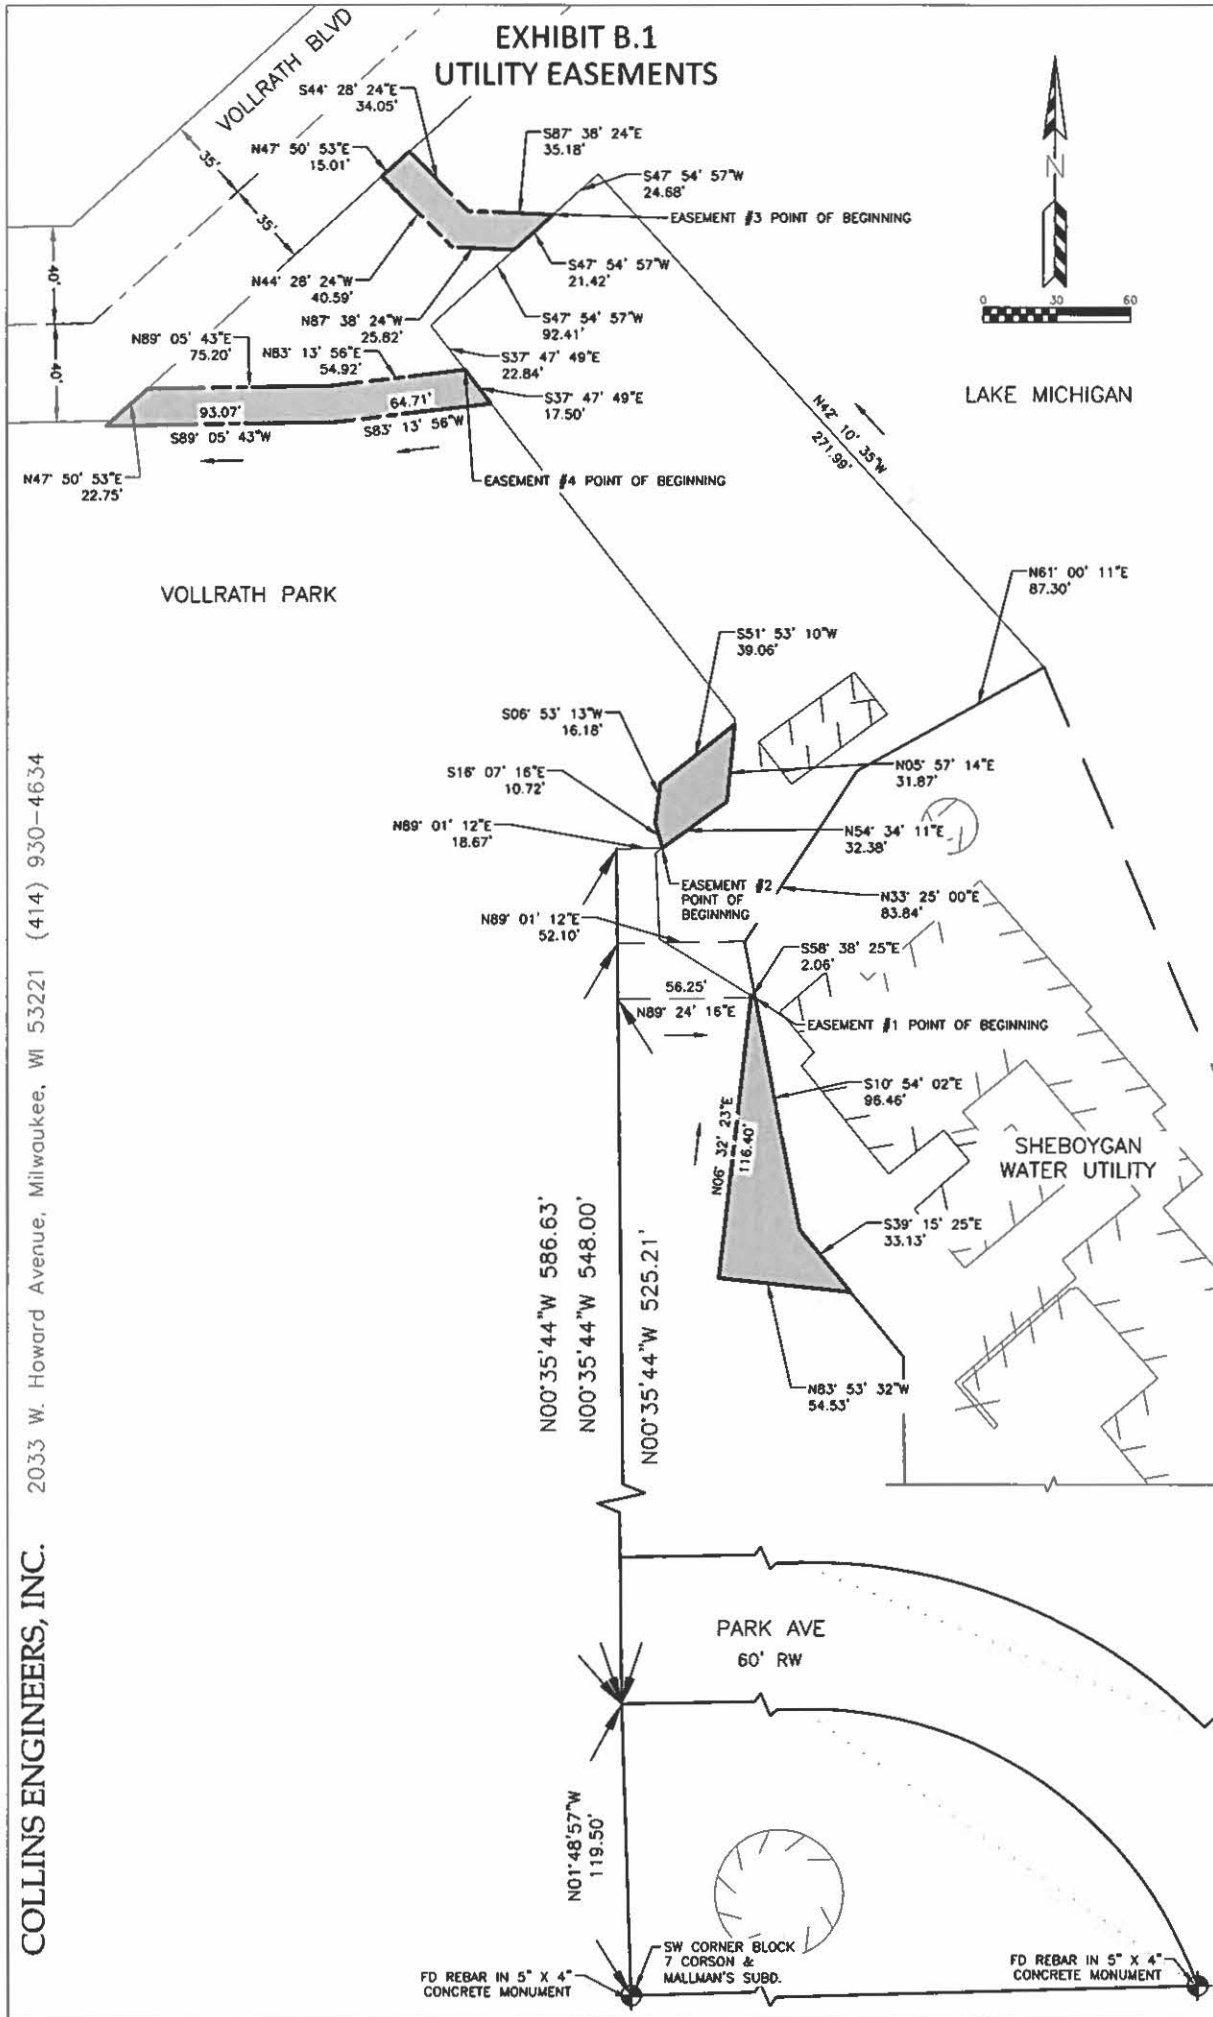 EXHIBIT B.1
UTILITY EASEMENTS
VOLLRATH BLVD
S44° 28' 24"E
34.05'
N47° 50' 53"E
15.01'
S87° 38' 24"E
35.18'
S47° 54' 57"W
24.68'
EASEMENT #3 POINT OF BEGINNING
35'
35'
N
40'
40'
S47° 54' 57"W
21.42'
N44° 28' 24"W
40.59'
N87° 38' 24"W
25.82'
S47° 54' 57"W
92.41'
0 30 60
N89° 05' 43"E
75.20'
N83° 13' 56"E
54.92'
S37° 47' 49"E
22.84'
S37° 47' 49"E
17.50'
LAKE MICHIGAN
93.07'
S89° 05' 43"W
64.71'
S83° 13' 56"W
N42° 10' 35"W
271.99'
N47° 50' 53"E
22.75'
EASEMENT #4 POINT OF BEGINNING
VOLLRATH PARK
N61° 00' 11"E
87.30'
S51° 53' 10"W
39.06'
S06° 53' 13"W
16.18'
S16° 07' 16"E
10.72'
N05° 57' 14"E
31.87'
N89° 01' 12"E
18.67'
N54° 34' 11"E
32.38'
EASEMENT #2
POINT OF
BEGINNING
N33° 25' 00"E
83.84'
N89° 01' 12"E
52.10'
S58° 38' 25"E
2.06'
56.25'
N89° 24' 16"E
EASEMENT #1 POINT OF BEGINNING
S10° 54' 02"E
96.46'
N06° 32' 23"E
116.40'
SHEBOYGAN
WATER UTILITY
S39° 15' 25"E
33.13'
N00°35'44"W 586.63'
N00°35'44"W 548.00'
N00°35'44"W 525.21'
N83° 53' 32"W
54.53'
PARK AVE
60' RW
N01°48'57"W
119.50'
SW CORNER BLOCK
7 CORSON &
MALLMAN'S SUBD.
FD REBAR IN 5" X 4"
CONCRETE MONUMENT
FD REBAR IN 5" X 4"
CONCRETE MONUMENT
COLLINS ENGINEERS, INC. 2033 W. Howard Avenue, Milwaukee, WI 53221 (414) 930-4634